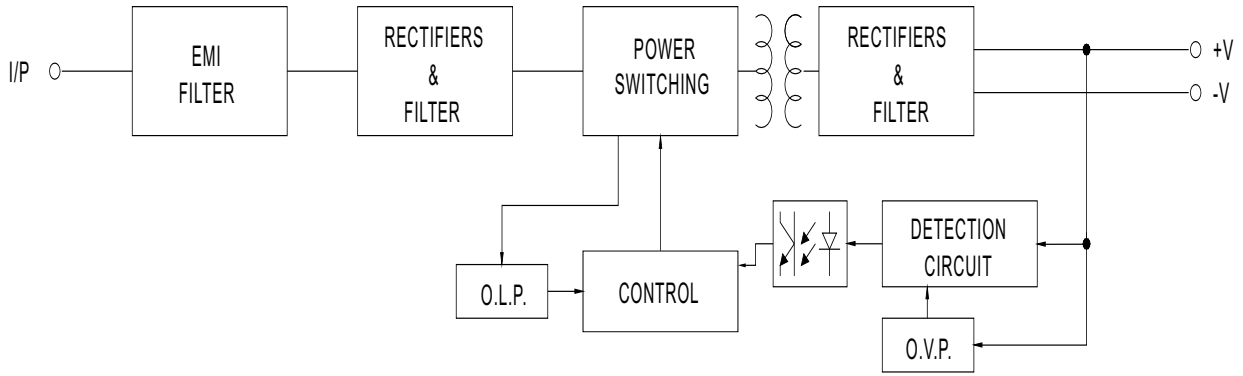 I/P
EMI
FILTER
RECTIFIERS
&
FILTER
POWER
SWITCHING
RECTIFIERS
&
FILTER
+V
-V
O.L.P.
CONTROL
DETECTION
CIRCUIT
O.V.P.